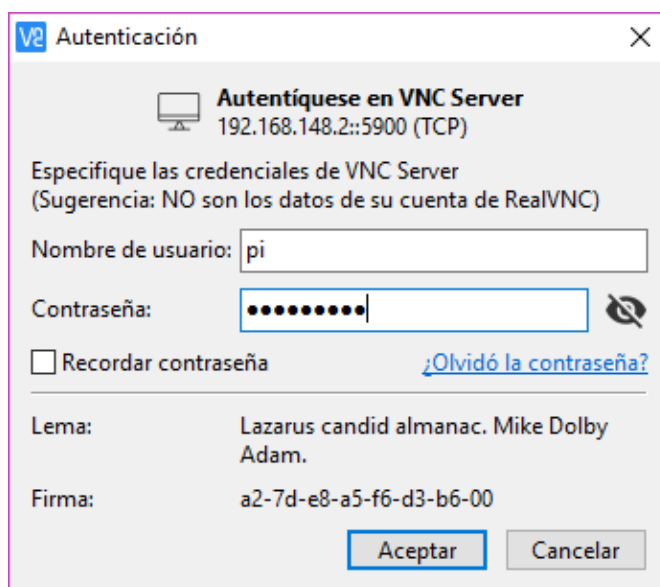 V2 Autenticación
Autentíquese en VNC Server
192.168.148.2::5900 (TCP)
Especifique las credenciales de VNC Server
(Sugerencia: NO son los datos de su cuenta de RealVNC)
Nombre de usuario: pi
Contraseña: •••••••••
Recordar contraseña ¿Olvidó la contraseña?
Lema: Lazarus candid almanac. Mike Dolby
Adam.
Firma: a2-7d-e8-a5-f6-d3-b6-00
Aceptar Cancelar